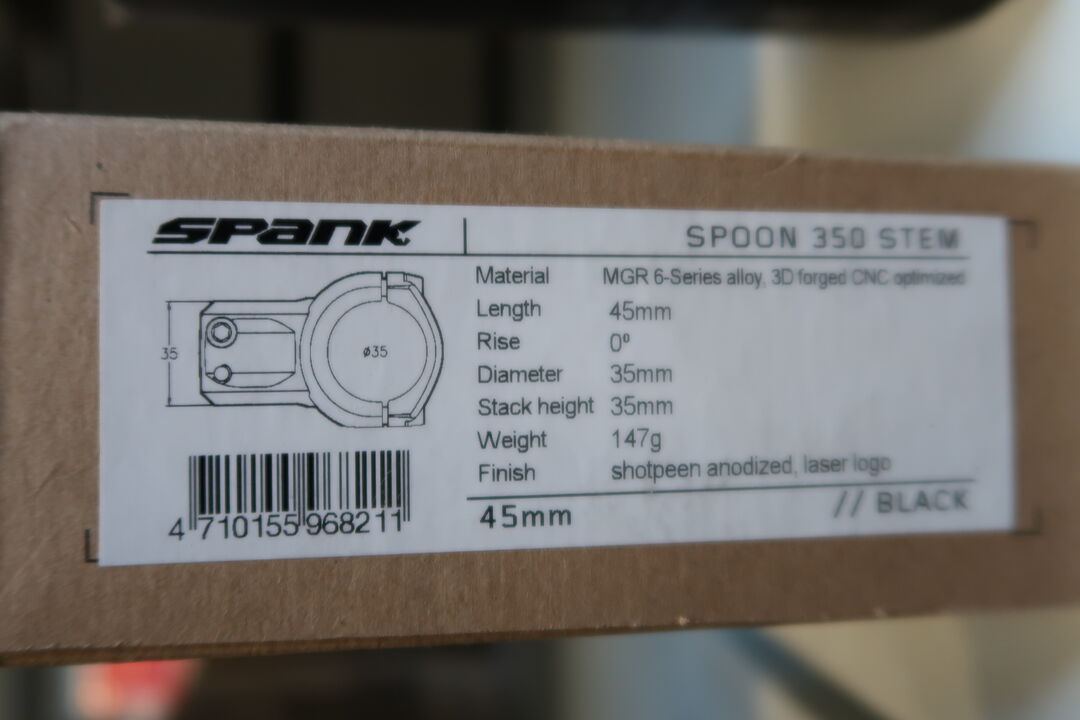 SPANK
SPOON 350 STEM
Material MGR 6-Series alloy, 3D forged CNC optimized
Length 45mm
Rise 0º
Diameter 35mm
Stack height 35mm
Weight 147g
Finish shotpeen anodized, laser logo
45mm // BLACK
35
ø35
4 710155 968211